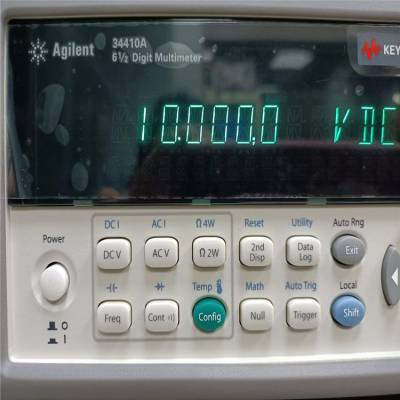 Agilent
34410A
6½ Digit Multimeter
KEY
10.000,0 VDC
DC I AC I Ω 4W Reset Utility Auto Rng
Power DC V AC V Ω 2W 2nd Disp Data Log Exit
Temp Math Auto Trig Local
Freq Cont Config Null Trigger Shift
O
I